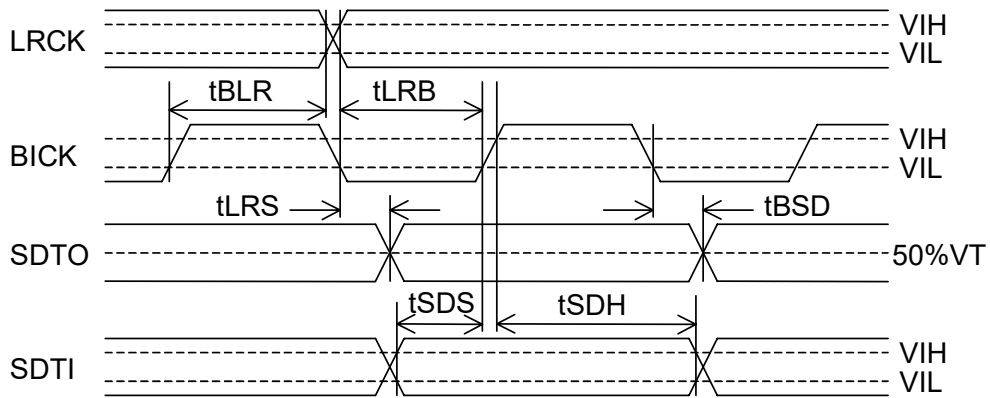 LRCK
VIH
VIL
tBLR
tLRB
BICK
VIH
VIL
tLRS
tBSD
SDTO
50%VT
tSDS
tSDH
SDTI
VIH
VIL